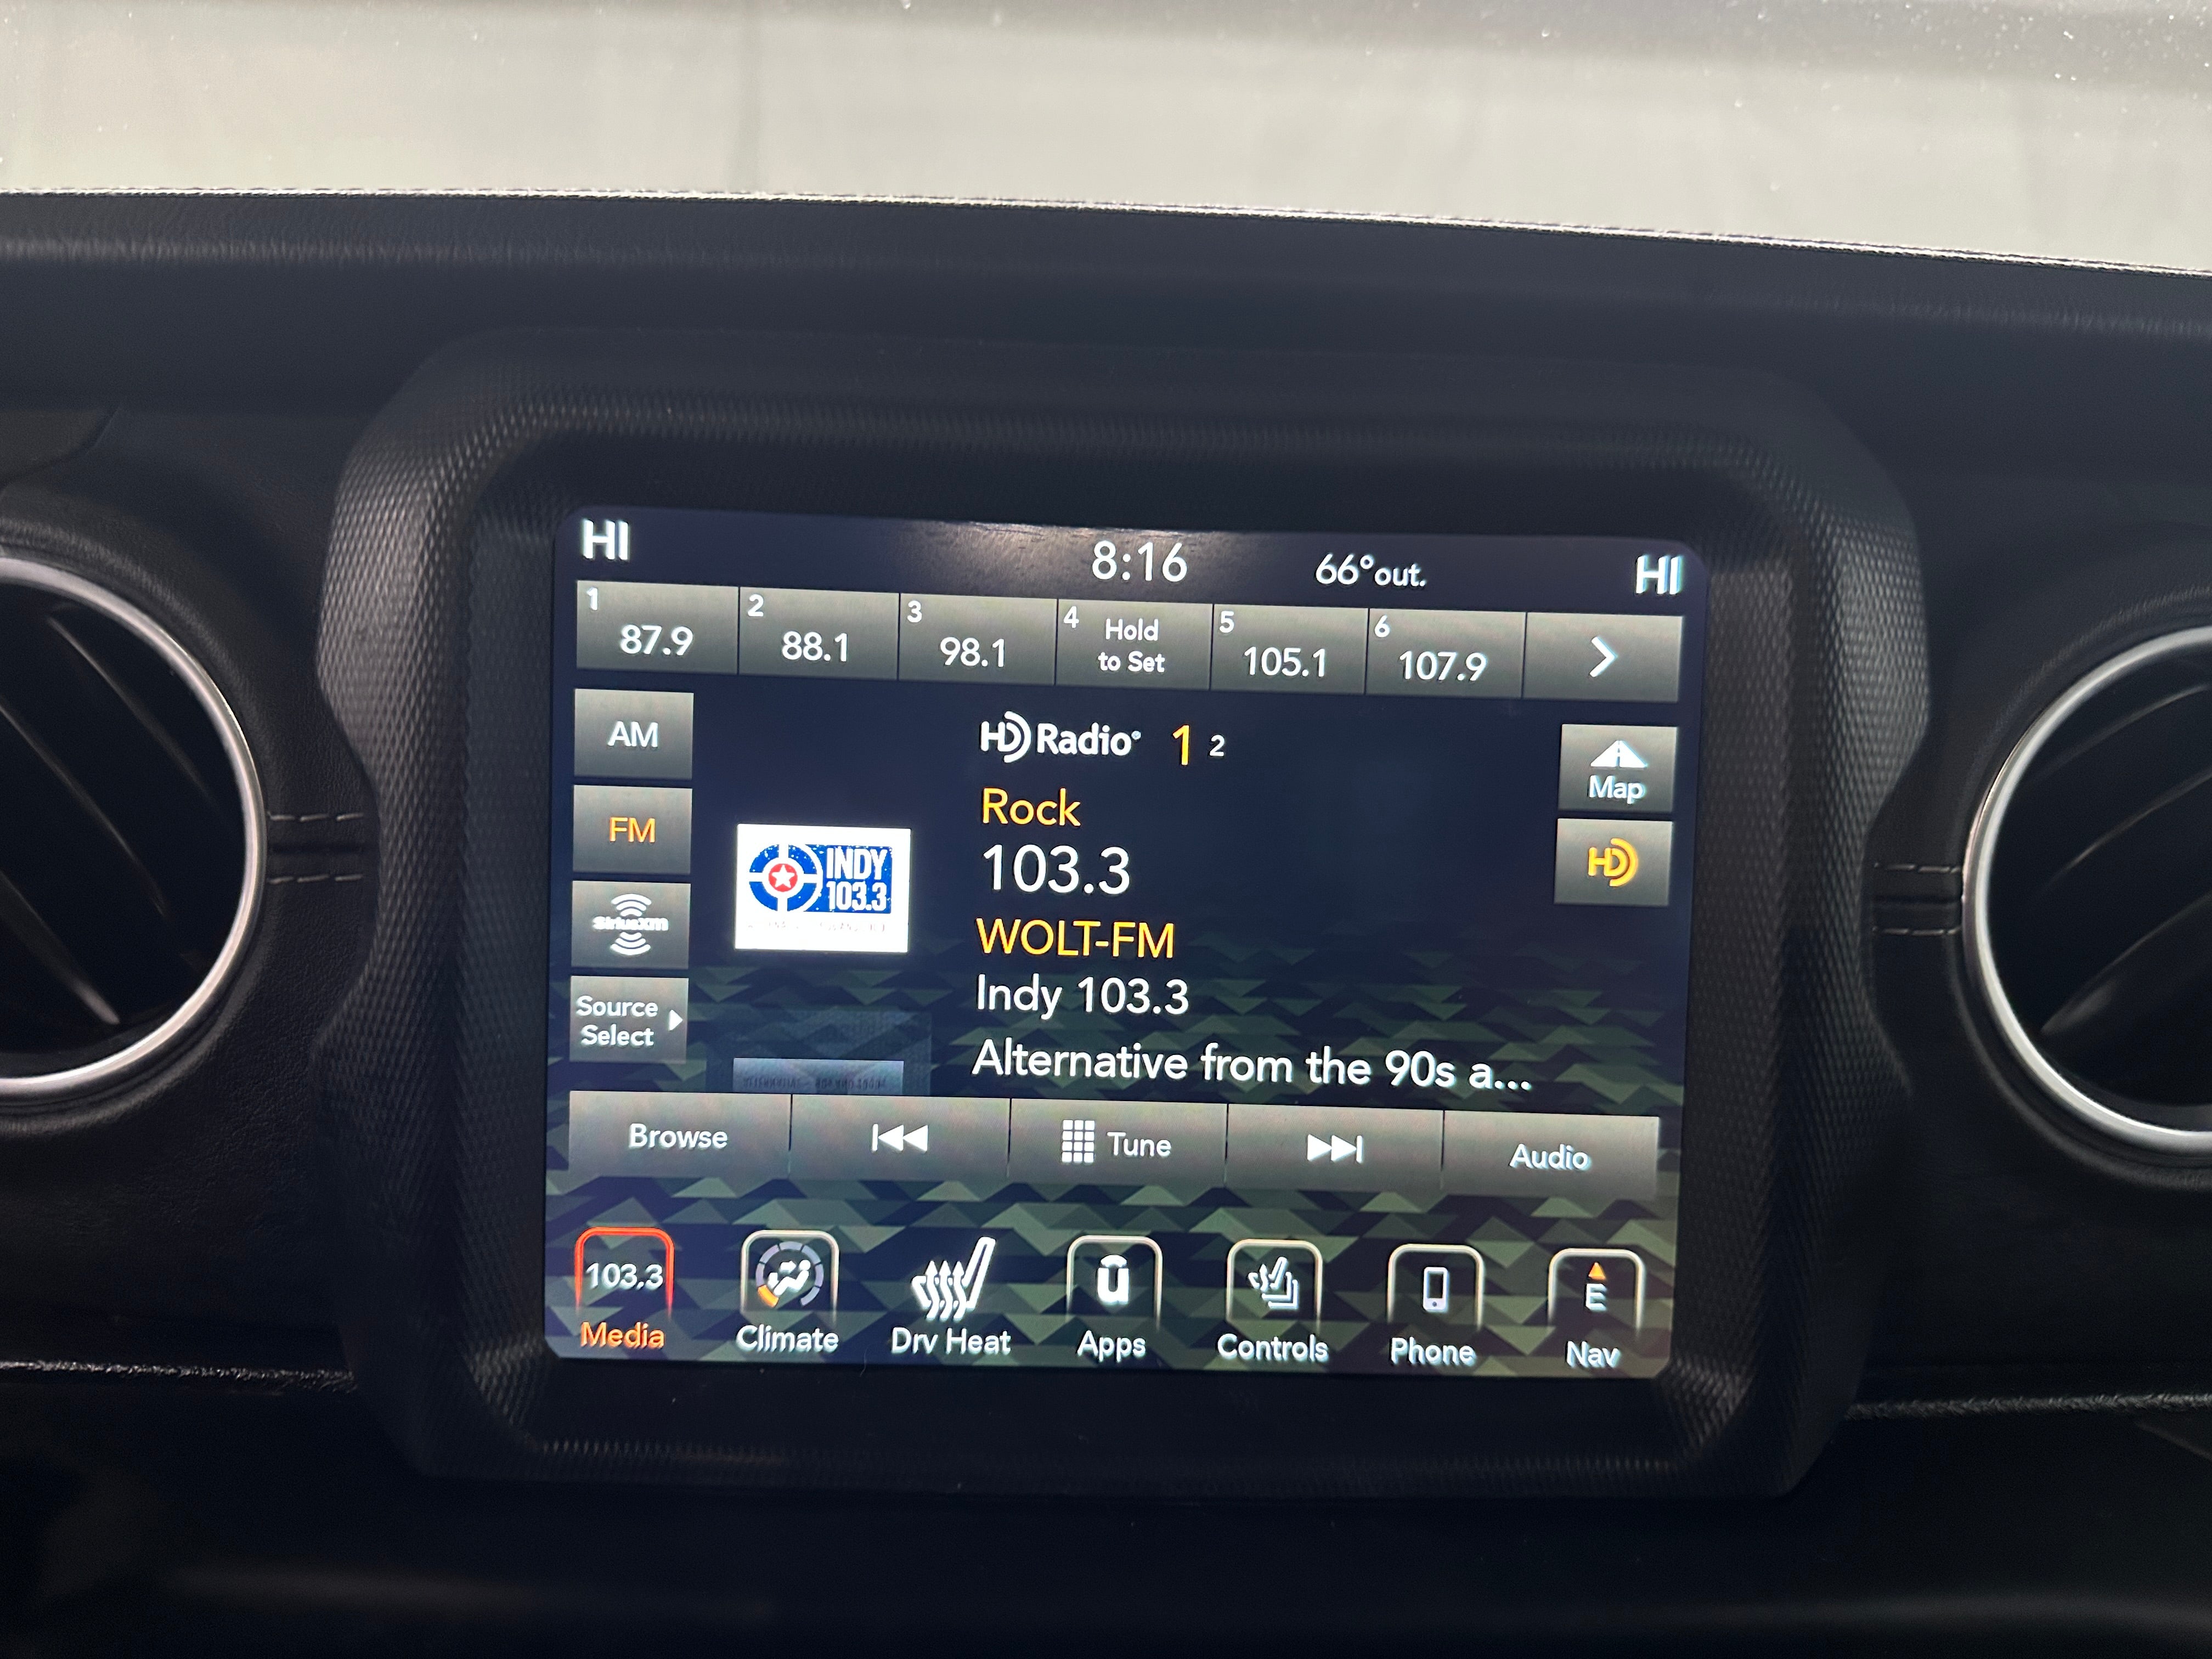 HI 8:16 66°out. HI
1 87.9 2 88.1 3 98.1 4 Hold to Set 5 105.1 6 107.9
AM
HD Radio 1 2
Map
Rock
FM
INDY
103.3
103.3
HD
SiriusXM
WOLT-FM
Indy 103.3
Source
Select
Alternative from the 90s a...
Browse Tune Audio
103.3 E
Media Climate Drv Heat Apps Controls Phone Nav